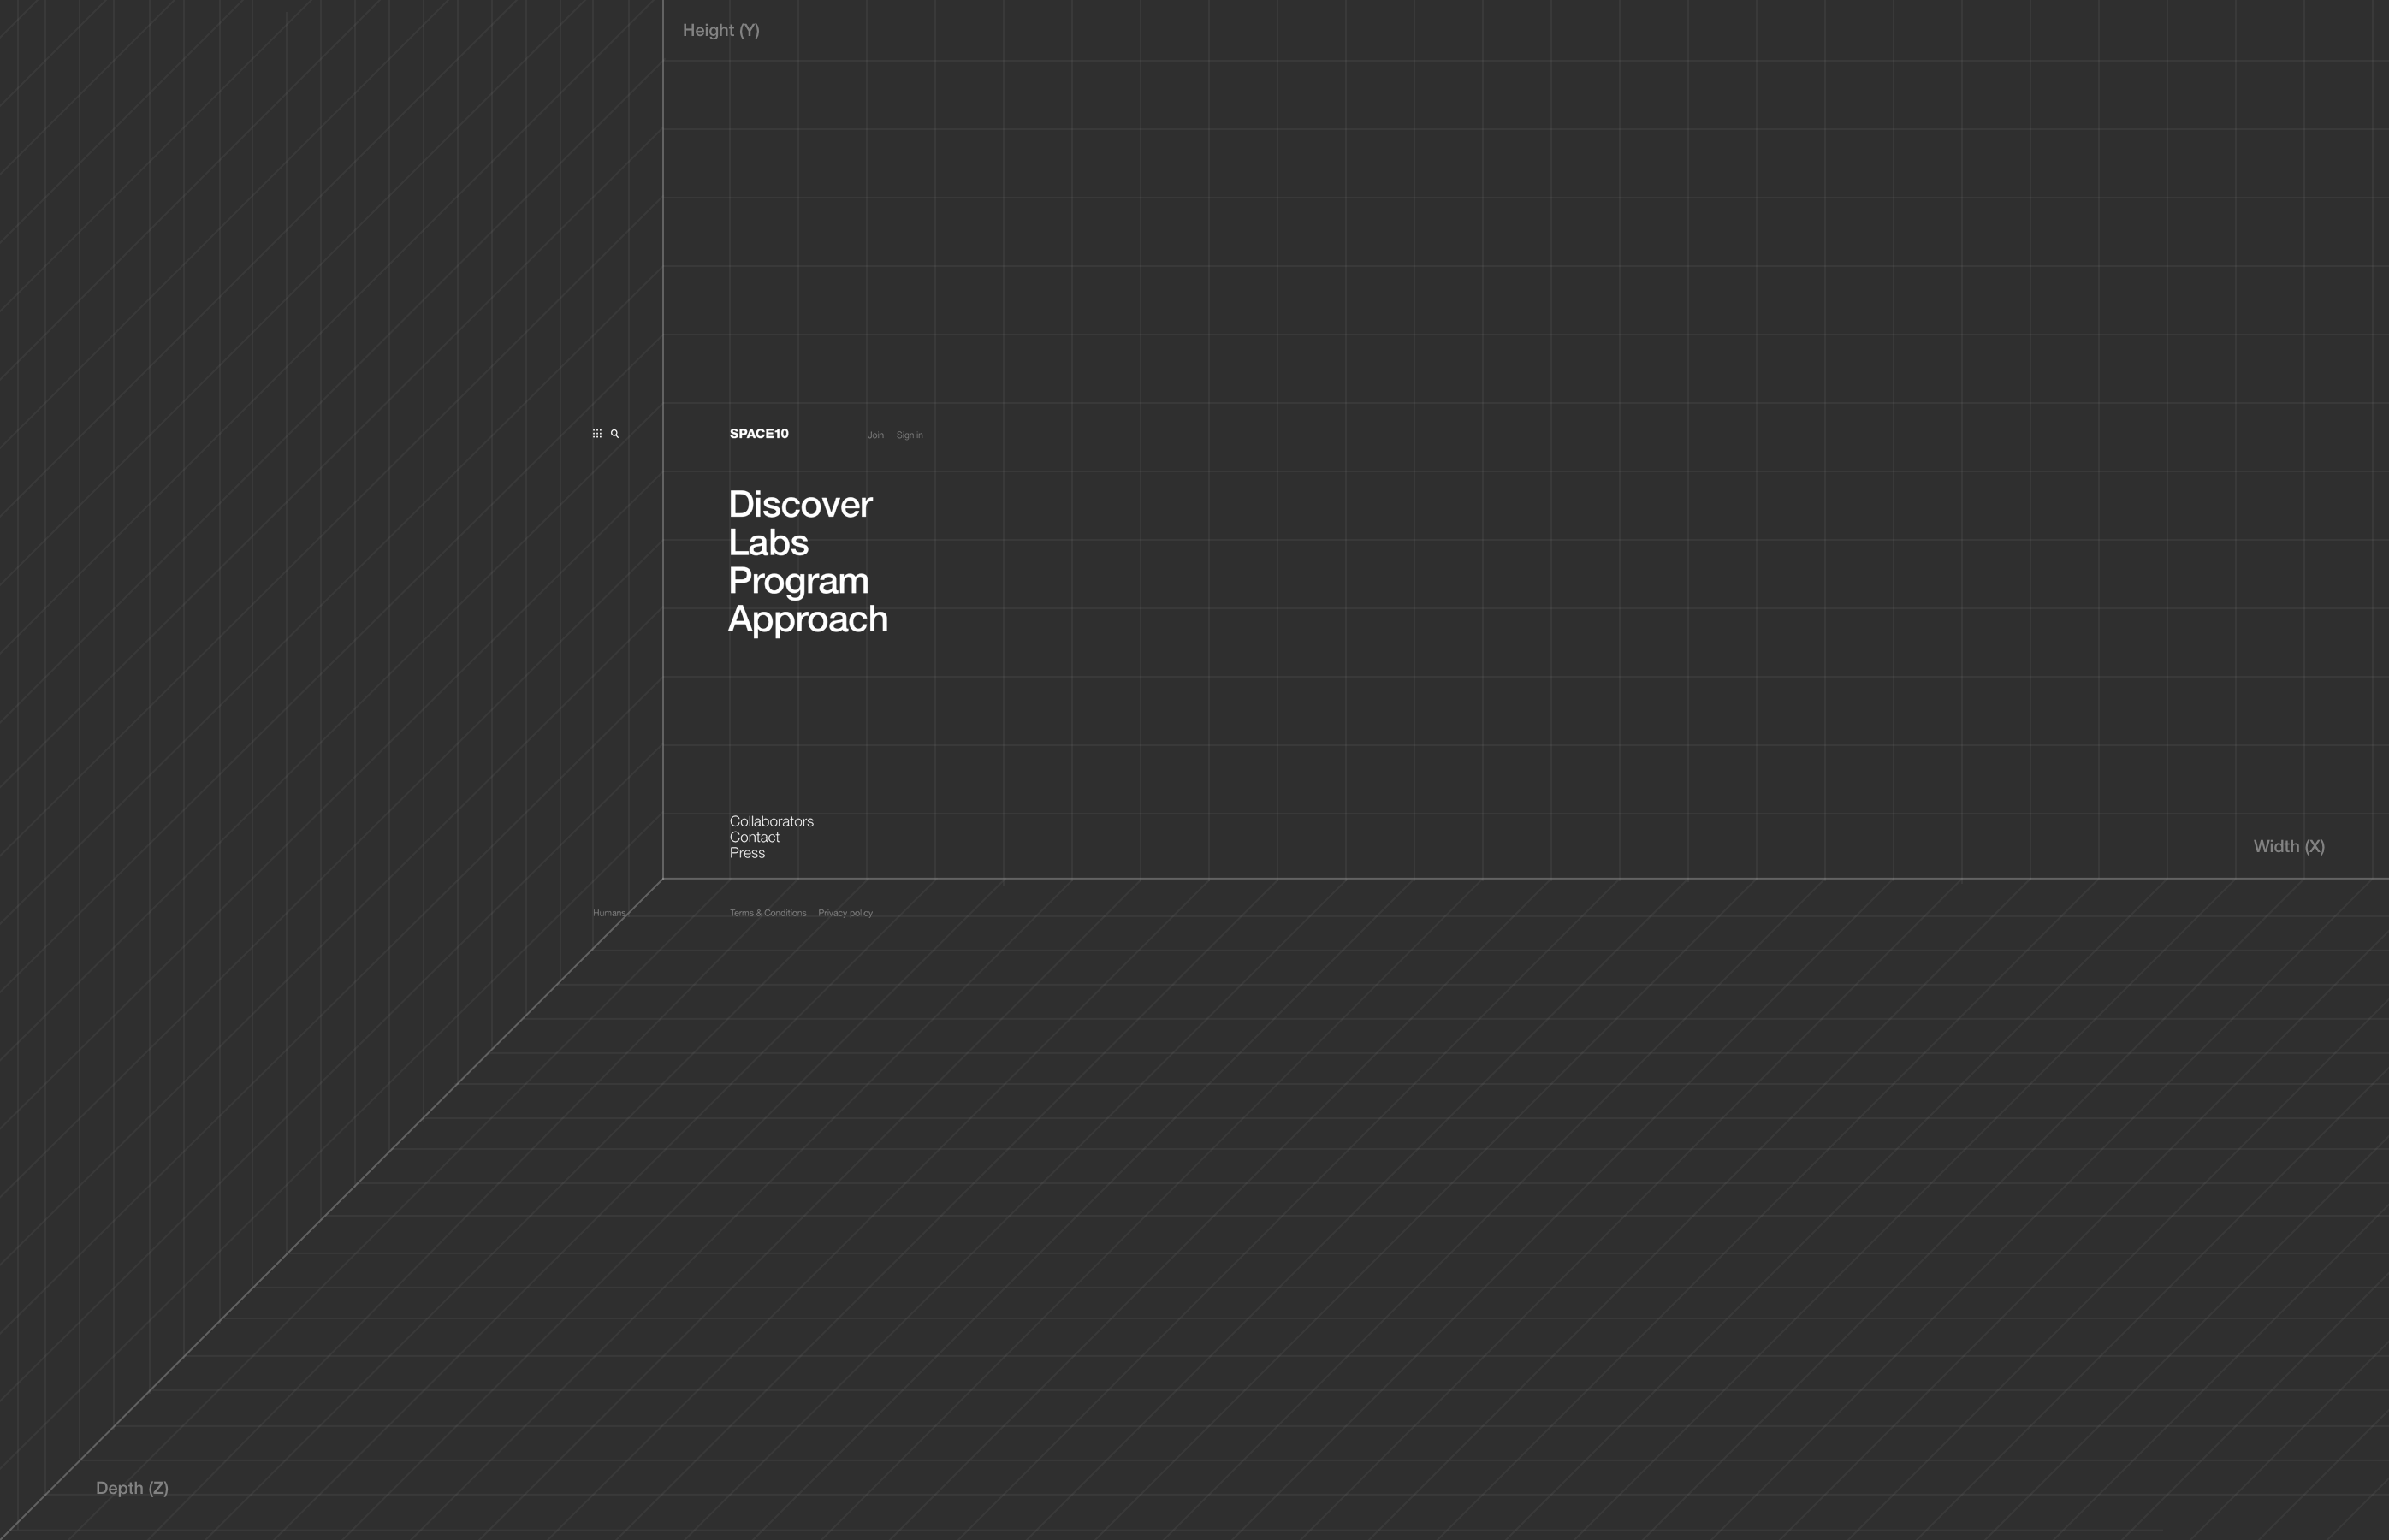 Height (Y)
SPACE10 Join Sign in
Discover
Labs
Program
Approach
Collaborators
Contact
Press
Width (X)
Humans Terms & Conditions Privacy policy
Depth (Z)